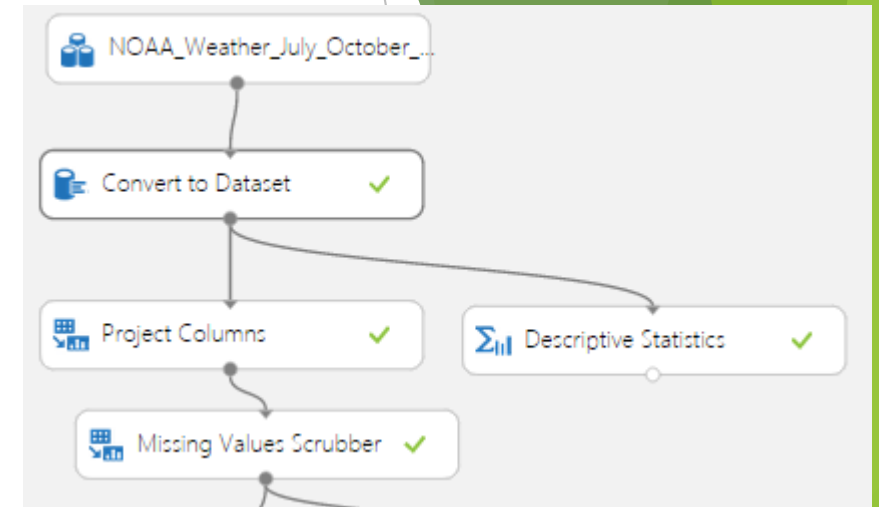 NOAA_Weather_July_October_...
Convert to Dataset
Project Columns
Descriptive Statistics
Missing Values Scrubber